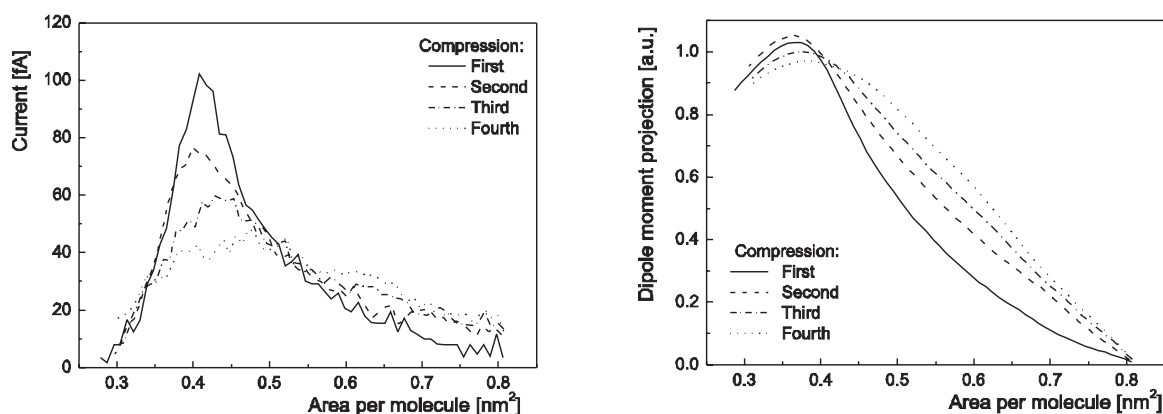 120
100
80
60
40
20
0
Current [fA]
Compression:
First
Second
Third
Fourth
0.3 0.4 0.5 0.6 0.7 0.8
Area per molecule [nm²]
1.0
0.8
0.6
0.4
0.2
0.0
Dipole moment projection [a.u.]
Compression:
First
Second
Third
Fourth
0.3 0.4 0.5 0.6 0.7 0.8
Area per molecule [nm²]